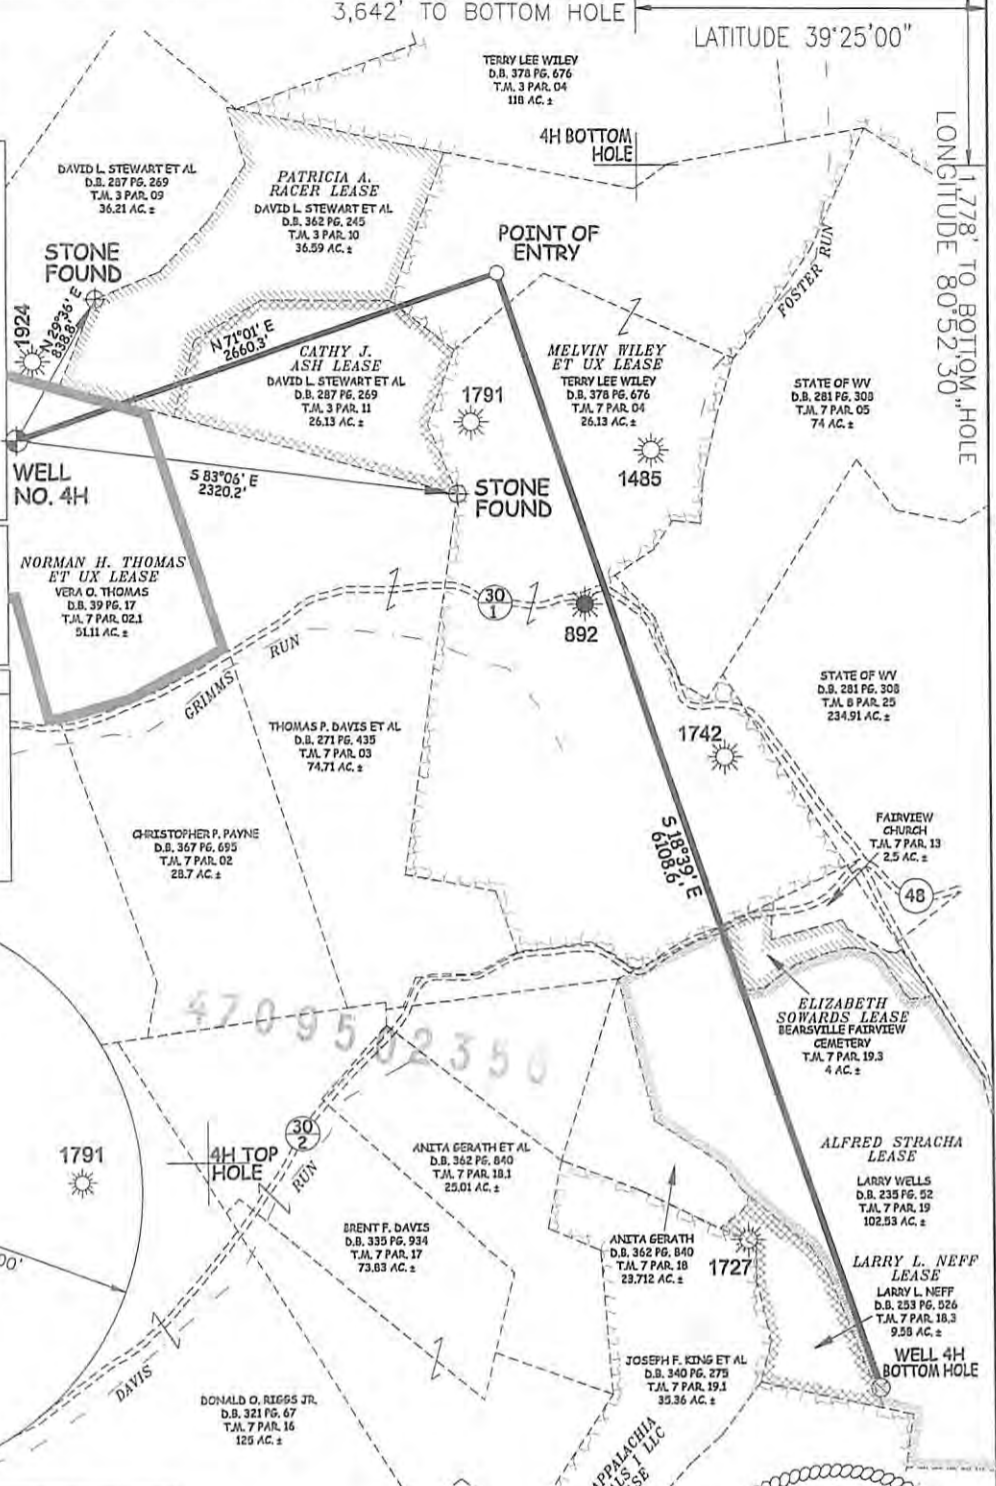 3,642' TO BOTTOM HOLE
LATITUDE 39°25'00"
1,778' TO BOTTOM HOLE
LONGITUDE 80°52'30"
TERRY LEE WILEY
D.B. 378 PG. 676
T.M. 3 PAR. 04
118 AC. ±
4H BOTTOM
HOLE
DAVID L. STEWART ET AL
D.B. 287 PG. 269
T.M. 3 PAR. 09
36.21 AC. ±
PATRICIA A.
RACER LEASE
DAVID L. STEWART ET AL
D.B. 362 PG. 245
T.M. 3 PAR. 10
36.59 AC. ±
STONE
FOUND
POINT OF
ENTRY
FOSTER RUN
1924
N 29°36' E
838.8'
N 71°01' E
2660.3'
CATHY J.
ASH LEASE
DAVID L. STEWART ET AL
D.B. 287 PG. 269
T.M. 3 PAR. 11
26.13 AC. ±
1791
MELVIN WILEY
ET UX LEASE
TERRY LEE WILEY
D.B. 378 PG. 676
T.M. 7 PAR. 04
26.13 AC. ±
1485
STATE OF WV
D.B. 281 PG. 308
T.M. 7 PAR. 05
74 AC. ±
WELL
NO. 4H
S 83°06' E
2320.2'
STONE
FOUND
NORMAN H. THOMAS
ET UX LEASE
VERA O. THOMAS
D.B. 39 PG. 17
T.M. 7 PAR. 02.1
51.11 AC. ±
30
1
892
GRIMMS RUN
STATE OF WV
D.B. 281 PG. 308
T.M. 8 PAR. 25
234.91 AC. ±
THOMAS P. DAVIS ET AL
D.B. 271 PG. 435
T.M. 7 PAR. 03
74.71 AC. ±
1742
CHRISTOPHER P. PAYNE
D.B. 367 PG. 695
T.M. 7 PAR. 02
28.7 AC. ±
S 18°39' E
6108.6'
FAIRVIEW
CHURCH
T.M. 7 PAR. 13
2.5 AC. ±
48
ELIZABETH
SOWARDS LEASE
BEARSVILLE FAIRVIEW
CEMETERY
T.M. 7 PAR. 19.3
4 AC. ±
30
2
1791
4H TOP
HOLE
ANITA GERATH ET AL
D.B. 362 PG. 840
T.M. 7 PAR. 18.1
25.01 AC. ±
ALFRED STRACHA
LEASE
LARRY WELLS
D.B. 235 PG. 52
T.M. 7 PAR. 19
102.53 AC. ±
BRENT F. DAVIS
D.B. 335 PG. 934
T.M. 7 PAR. 17
73.83 AC. ±
ANITA GERATH
D.B. 362 PG. 840
T.M. 7 PAR. 18
23.712 AC. ±
1727
LARRY L. NEFF
LEASE
LARRY L. NEFF
D.B. 253 PG. 526
T.M. 7 PAR. 18.3
9.58 AC. ±
WELL 4H
BOTTOM HOLE
DAVIS RUN
JOSEPH F. KING ET AL
D.B. 340 PG. 275
T.M. 7 PAR. 19.1
35.36 AC. ±
DONALD O. RIGGS JR.
D.B. 321 PG. 67
T.M. 7 PAR. 16
125 AC. ±
APPALACHIA
LLC